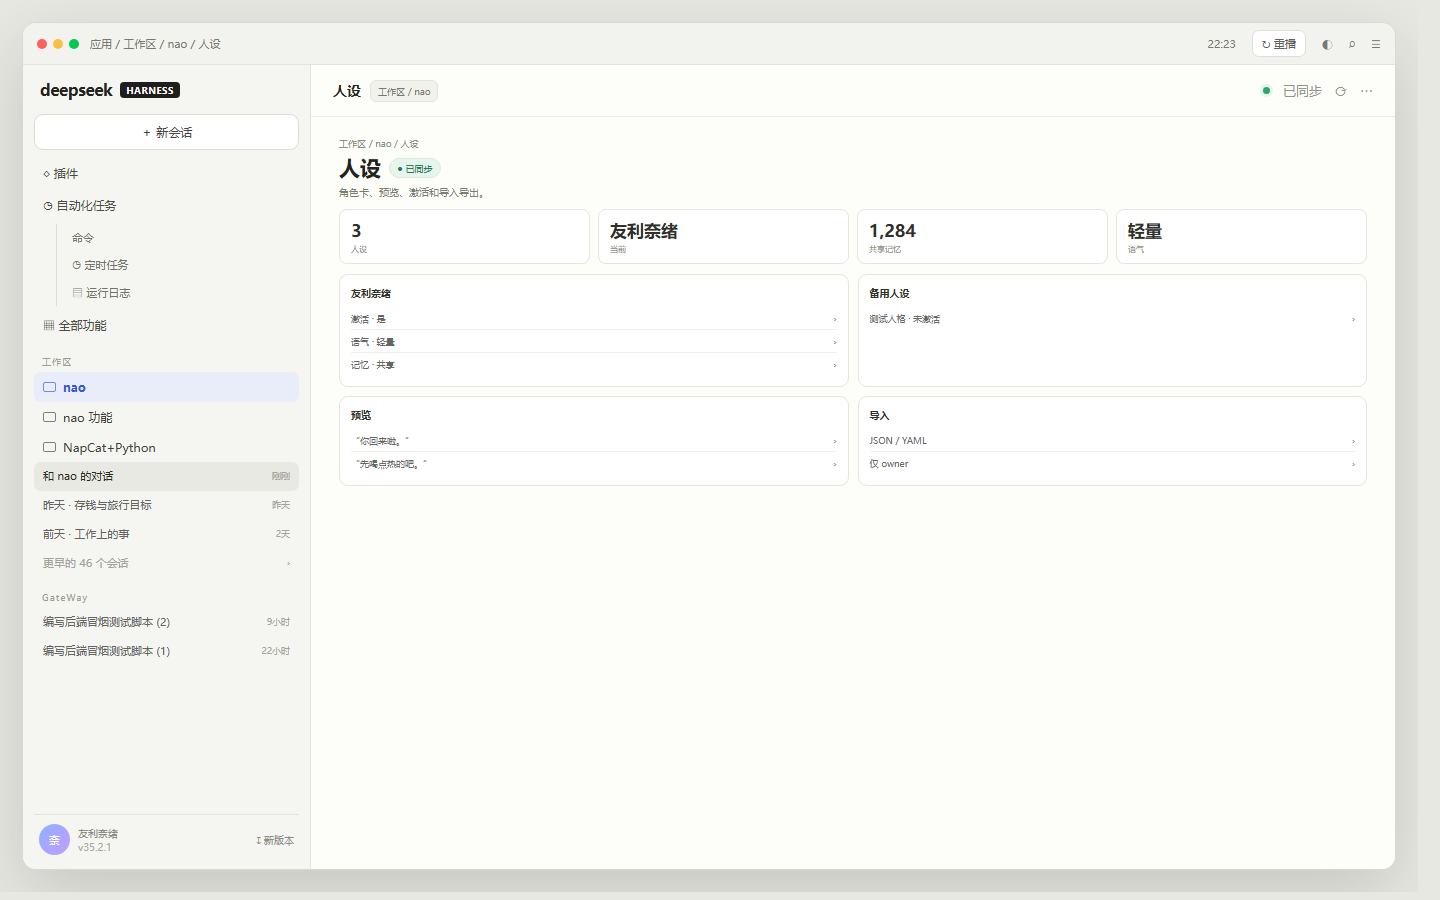 应用 / 工作区 / nao / 人设
22:23
↻ 重播
deepseek HARNESS
+ 新会话
插件
自动化任务
命令
定时任务
运行日志
全部功能
工作区
nao
nao 功能
NapCat+Python
和 nao 的对话 刚刚
昨天 · 存钱与旅行目标 昨天
前天 · 工作上的事 2天
更早的 46 个会话 ›
GateWay
编写后端冒烟测试脚本 (2) 9小时
编写后端冒烟测试脚本 (1) 22小时
奈
友利奈绪
v35.2.1
↧ 新版本
人设 工作区 / nao
已同步
工作区 / nao / 人设
人设 已同步
角色卡、预览、激活和导入导出。
3
人设
友利奈绪
当前
1,284
共享记忆
轻量
语气
友利奈绪
激活 · 是 ›
语气 · 轻量 ›
记忆 · 共享 ›
备用人设
测试人格 · 未激活 ›
预览
“你回来啦。” ›
“先喝点热的吧。” ›
导入
JSON / YAML ›
仅 owner ›